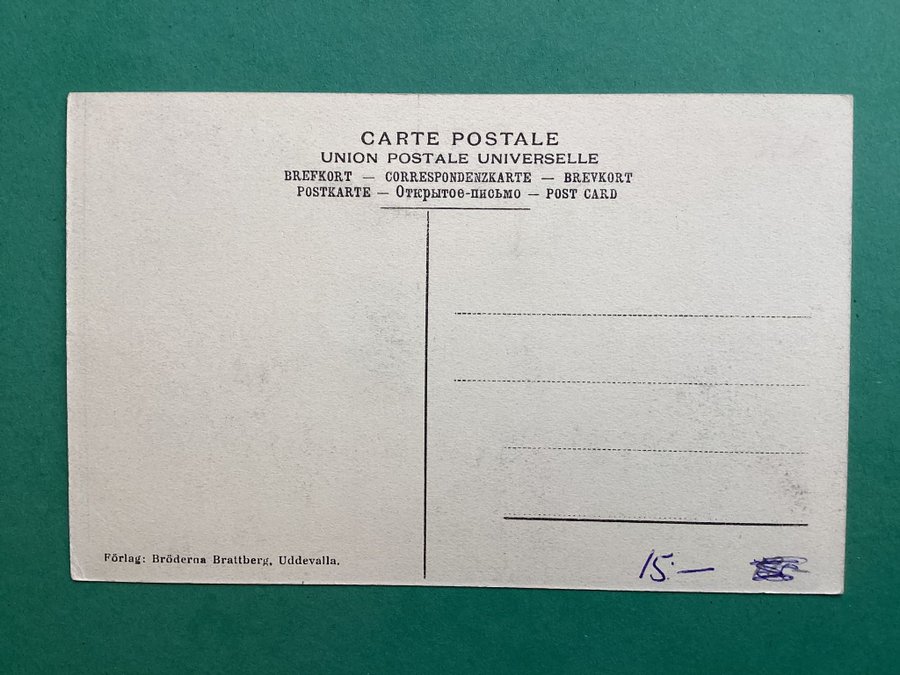 CARTE POSTALE
UNION POSTALE UNIVERSELLE
BREFKORT — CORRESPONDENZKARTE — BREVKORT
POSTKARTE — Открытое-письмо — POST CARD
Förlag: Bröderna Brattberg, Uddevalla.
15:—